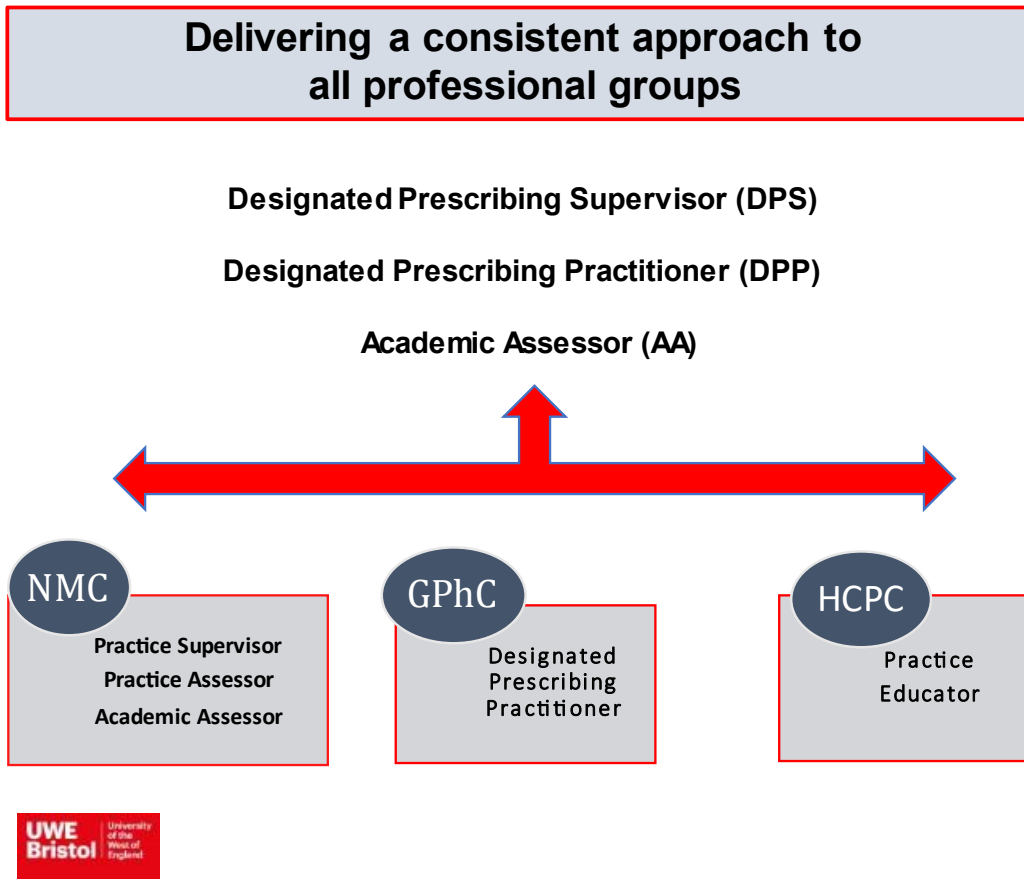 Delivering a consistent approach to
all professional groups
Designated Prescribing Supervisor (DPS)
Designated Prescribing Practitioner (DPP)
Academic Assessor (AA)
NMC
Practice Supervisor
Practice Assessor
Academic Assessor
GPhC
Designated
Prescribing
Practitioner
HCPC
Practice
Educator
UWE
Bristol
University
of the
West of
England